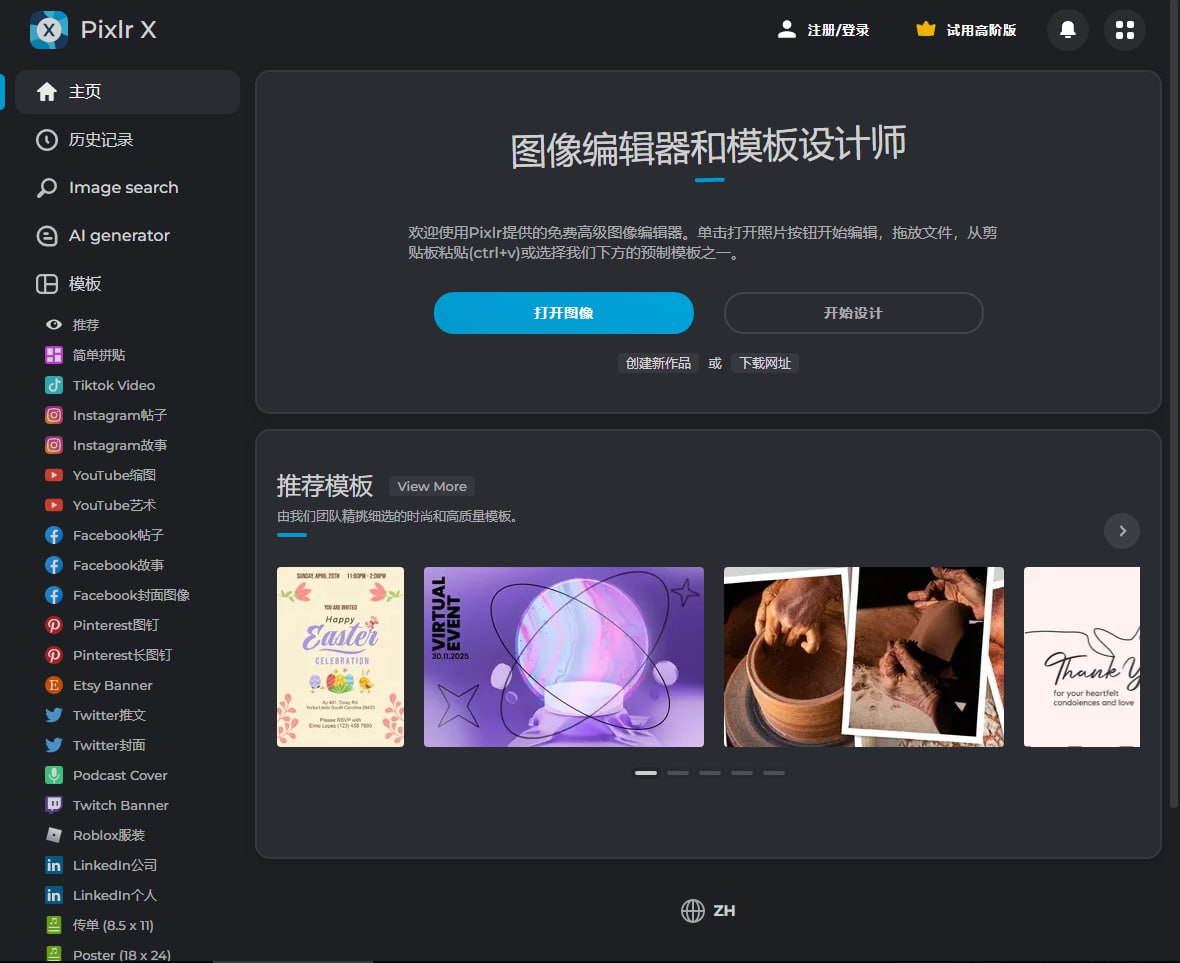 X
Pixlr X
注册/登录
试用高阶版
主页
历史记录
Image search
AI generator
模板
推荐
简单拼贴
Tiktok Video
Instagram帖子
Instagram故事
YouTube缩图
YouTube艺术
Facebook帖子
Facebook故事
Facebook封面图像
Pinterest图钉
Pinterest长图钉
Etsy Banner
Twitter推文
Twitter封面
Podcast Cover
Twitch Banner
Roblox服装
LinkedIn公司
LinkedIn个人
传单 (8.5 x 11)
Poster (18 x 24)
图像编辑器和模板设计师
欢迎使用Pixlr提供的免费高级图像编辑器。单击打开照片按钮开始编辑，拖放文件，从剪
贴板粘贴(ctrl+v)或选择我们下方的预制模板之一。
打开图像
开始设计
创建新作品 或 下载网址
推荐模板
View More
由我们团队精挑细选的时尚和高质量模板。
SUNDAY, APRIL 20TH 11:90PM - 2:00PM
YOU ARE INVITED
Happy
Easter
CELEBRATION
Please RSVP with
VIRTUAL
EVENT
30.11.2025
Thank Y
for your heartfelt
condolences and love
ZH